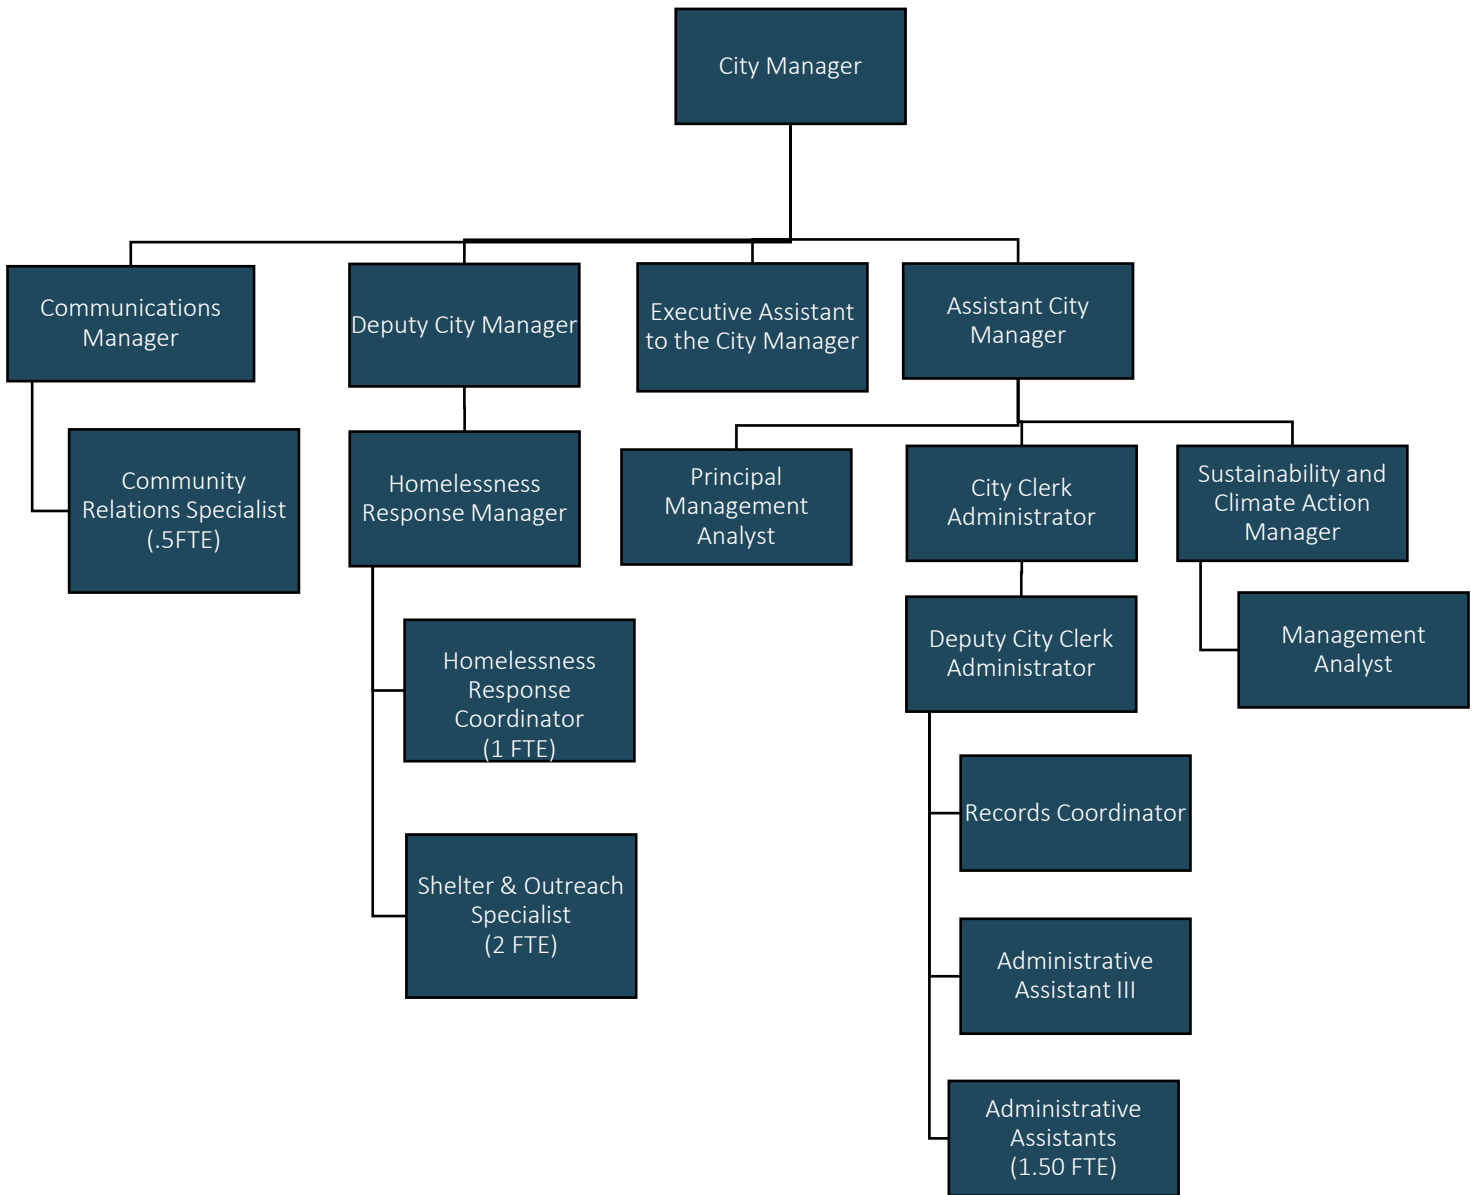 City Manager
Communications
Manager
Deputy City Manager
Executive Assistant
to the City Manager
Assistant City
Manager
Community
Relations Specialist
(.5FTE)
Homelessness
Response Manager
Principal
Management
Analyst
City Clerk
Administrator
Sustainability and
Climate Action
Manager
Homelessness
Response
Coordinator
(1 FTE)
Deputy City Clerk
Administrator
Management
Analyst
Records Coordinator
Shelter & Outreach
Specialist
(2 FTE)
Administrative
Assistant III
Administrative
Assistants
(1.50 FTE)